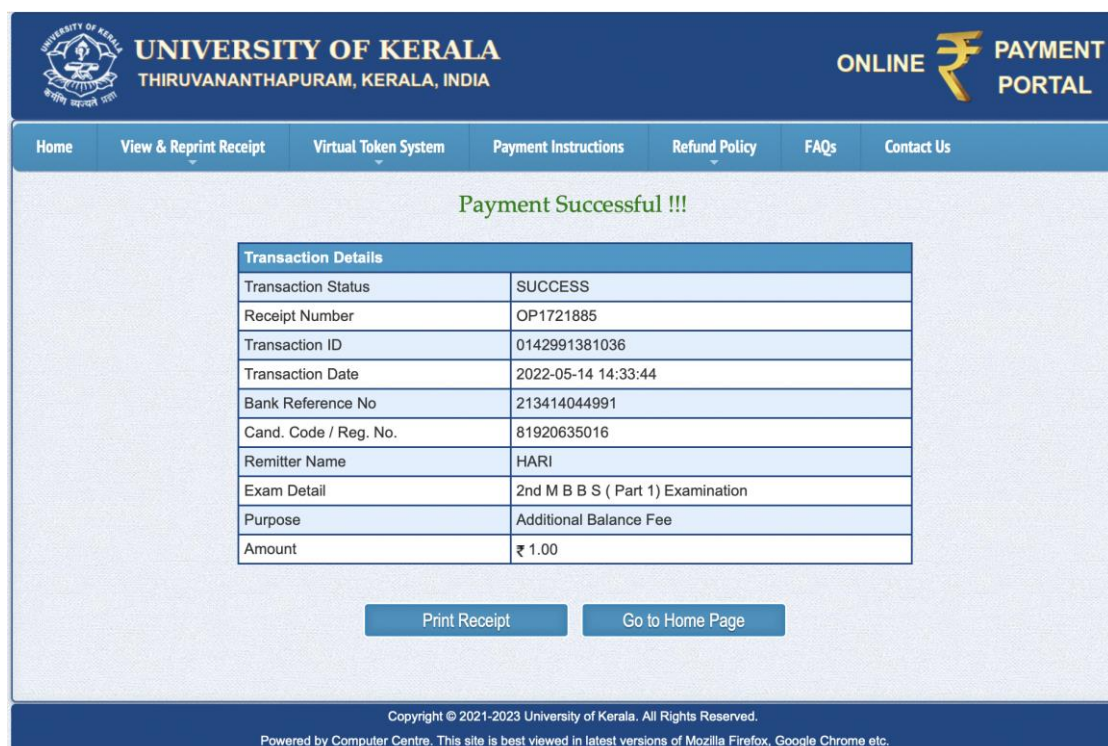 UNIVERSITY OF KERALA
THIRUVANANTHAPURAM, KERALA, INDIA
ONLINE ₹ PAYMENT PORTAL
Home View & Reprint Receipt Virtual Token System Payment Instructions Refund Policy FAQs Contact Us
Payment Successful !!!
Transaction Details
Transaction Status SUCCESS
Receipt Number OP1721885
Transaction ID 0142991381036
Transaction Date 2022-05-14 14:33:44
Bank Reference No 213414044991
Cand. Code / Reg. No. 81920635016
Remitter Name HARI
Exam Detail 2nd M B B S ( Part 1) Examination
Purpose Additional Balance Fee
Amount ₹ 1.00
Print Receipt Go to Home Page
Copyright © 2021-2023 University of Kerala. All Rights Reserved.
Powered by Computer Centre. This site is best viewed in latest versions of Mozilla Firefox, Google Chrome etc.